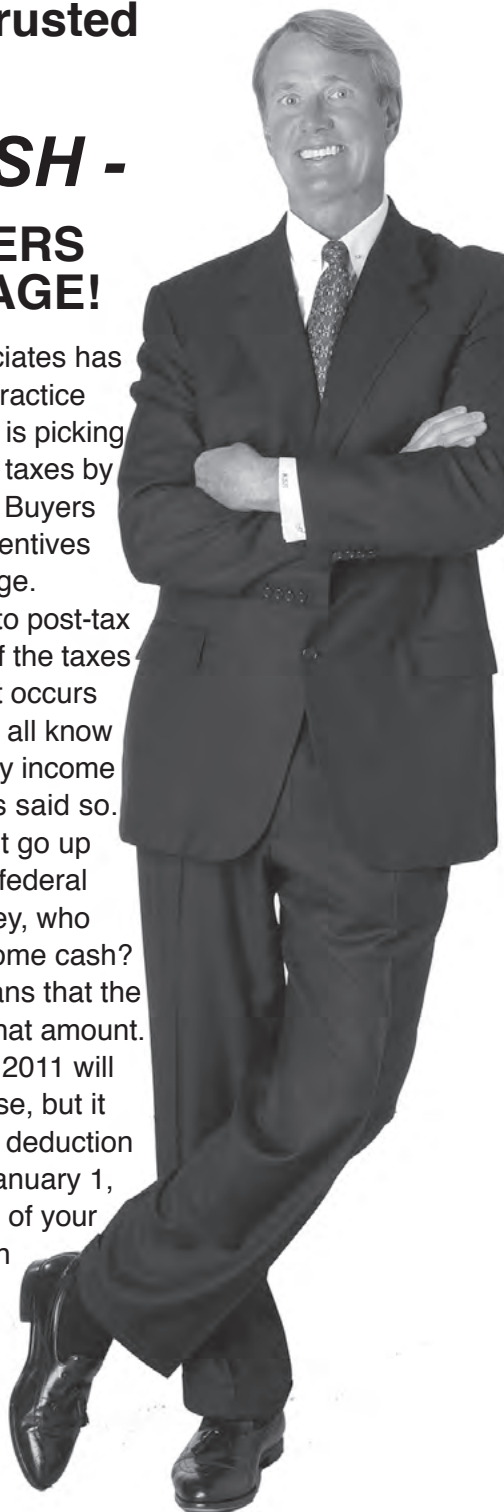 rusted
SH -
ERS
AGE!
ciates has
ractice
is picking
taxes by
Buyers
entives
ge.
to post-tax
f the taxes
t occurs
all know
y income
s said so.
t go up
federal
ey, who
ome cash?
ans that the
hat amount.
2011 will
se, but it
deduction
anuary 1,
of your
n